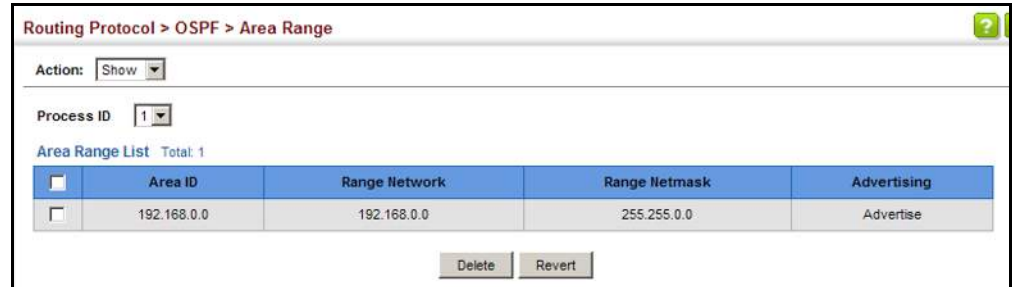 Routing Protocol > OSPF > Area Range
?
Action: Show
Process ID 1
Area Range List Total: 1
Area ID Range Network Range Netmask Advertising
192.168.0.0 192.168.0.0 255.255.0.0 Advertise
Delete Revert